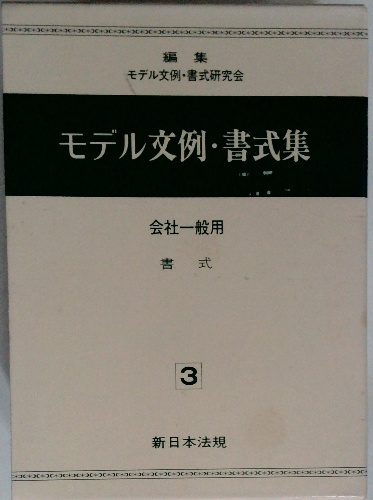 編集
モデル文例・書式研究会
モデル文例・書式集
会社一般用
書式
3
新日本法規